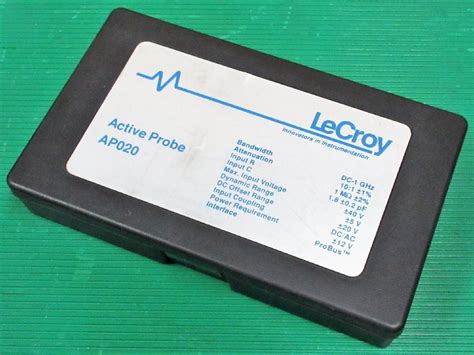 LeCroy
Innovators in Instrumentation
Active Probe
AP020
Bandwidth DC-1 GHz
Attenuation 10:1 ±1%
Input R 1 MΩ ±2%
Input C 1.8 ±0.2 pF
Max. Input Voltage ±40 V
Dynamic Range ±5 V
DC Offset Range ±20 V
Input Coupling DC/AC
Power Requirement ±12 V
Interface ProBus™